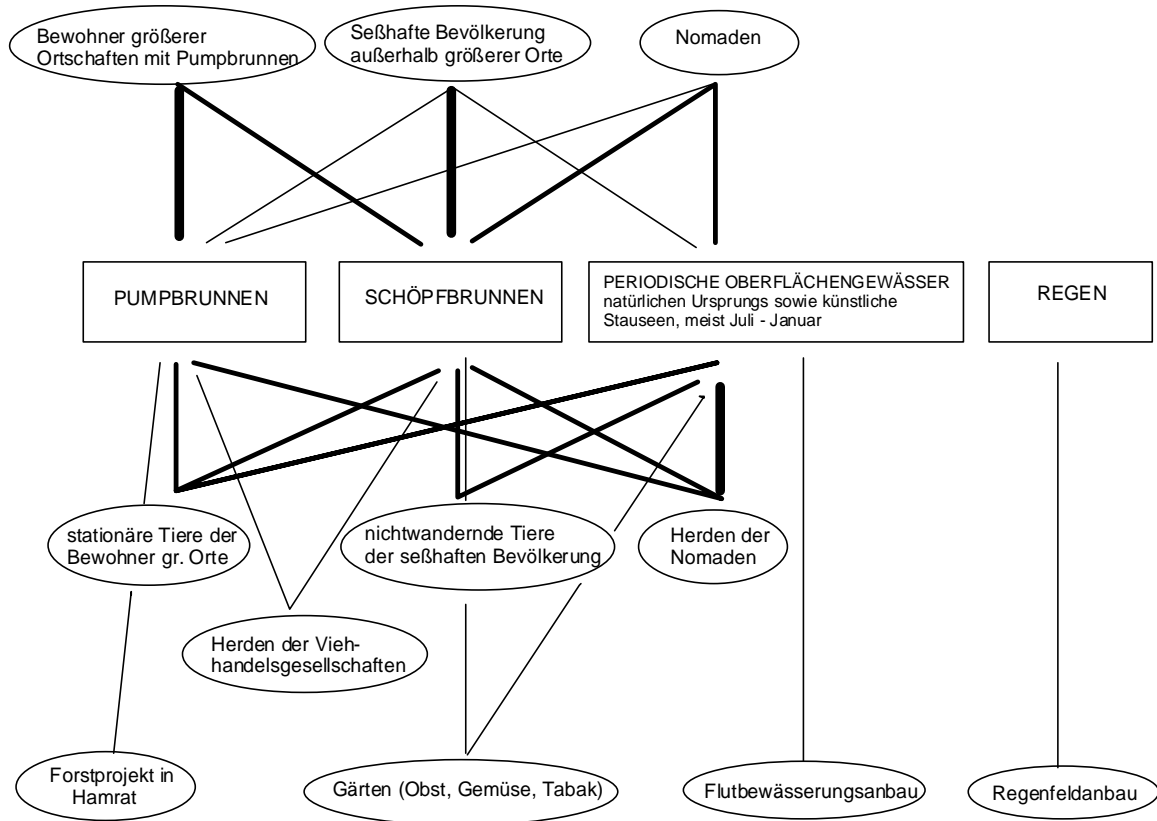 Bewohner größerer
Ortschaften mit Pumpbrunnen
Seßhafte Bevölkerung
außerhalb größerer Orte
Nomaden
PUMPBRUNNEN
SCHÖPFBRUNNEN
PERIODISCHE OBERFLÄCHENGEWÄSSER
natürlichen Ursprungs sowie künstliche
Stauseen, meist Juli - Januar
REGEN
stationäre Tiere der
Bewohner gr. Orte
nichtwandernde Tiere
der seßhaften Bevölkerung
Herden der
Nomaden
Herden der Vieh-
handelsgesellschaften
Forstprojekt in
Hamrat
Gärten (Obst, Gemüse, Tabak)
Flutbewässerungsanbau
Regenfeldanbau